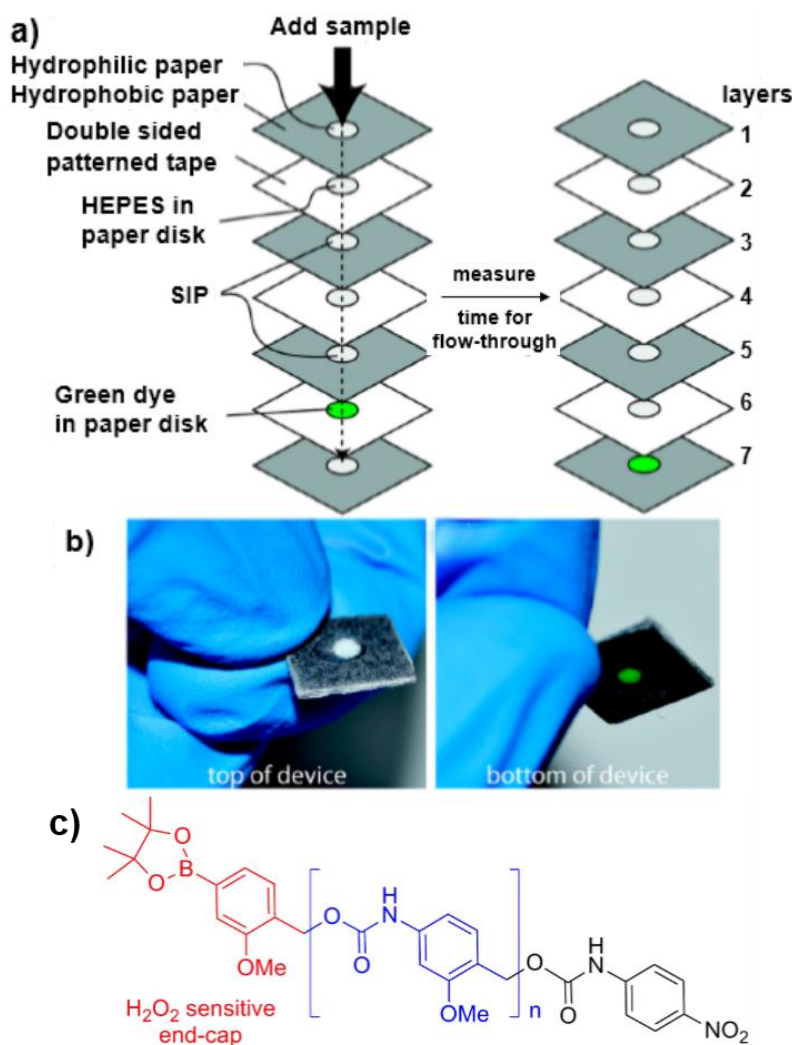 a)
Add sample
Hydrophilic paper
Hydrophobic paper
layers
Double sided
patterned tape
HEPES in
paper disk
SIP
Green dye
in paper disk
measure
time for
flow-through
1
2
3
4
5
6
7
b)
top of device
bottom of device
c)
O
B
O
OMe
H₂O₂ sensitive
end-cap
O
O
H
N
OMe
n
O
O
H
N
NO₂